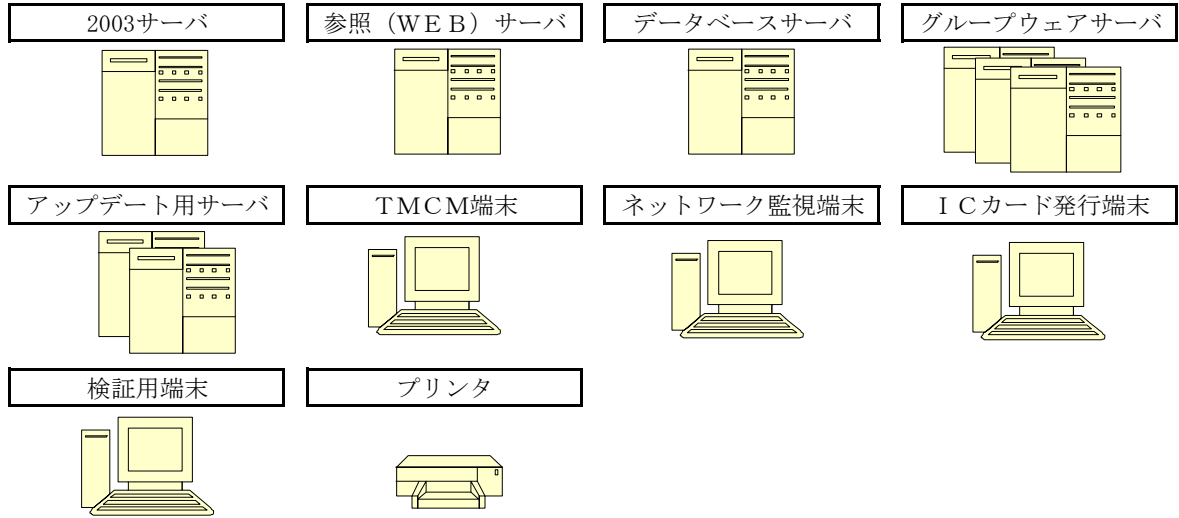 2003サーバ
参照（ＷＥＢ）サーバ
データベースサーバ
グループウェアサーバ
アップデート用サーバ
ＴＭＣＭ端末
ネットワーク監視端末
ＩＣカード発行端末
検証用端末
プリンタ